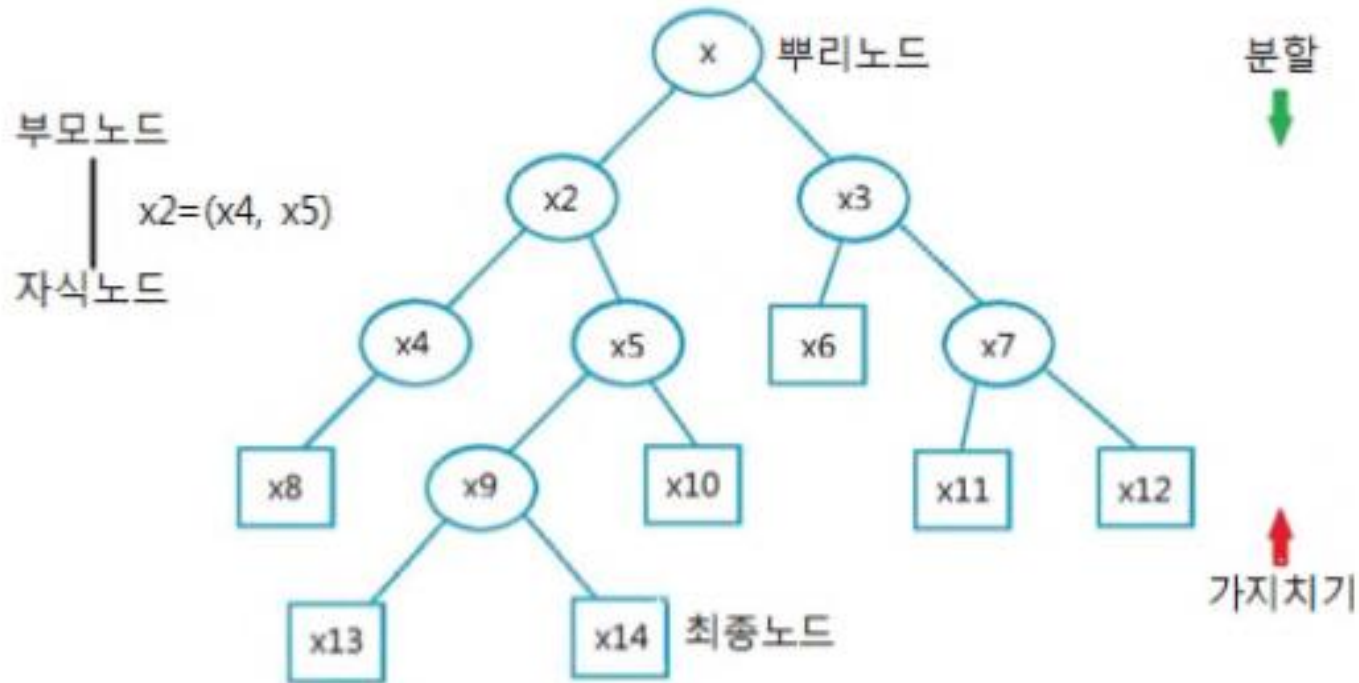 x
뿌리노드
분할
부모노드
x2=(x4, x5)
자식노드
x2
x3
x4
x5
x6
x7
x8
x9
x10
x11
x12
가지치기
x13
x14
최종노드